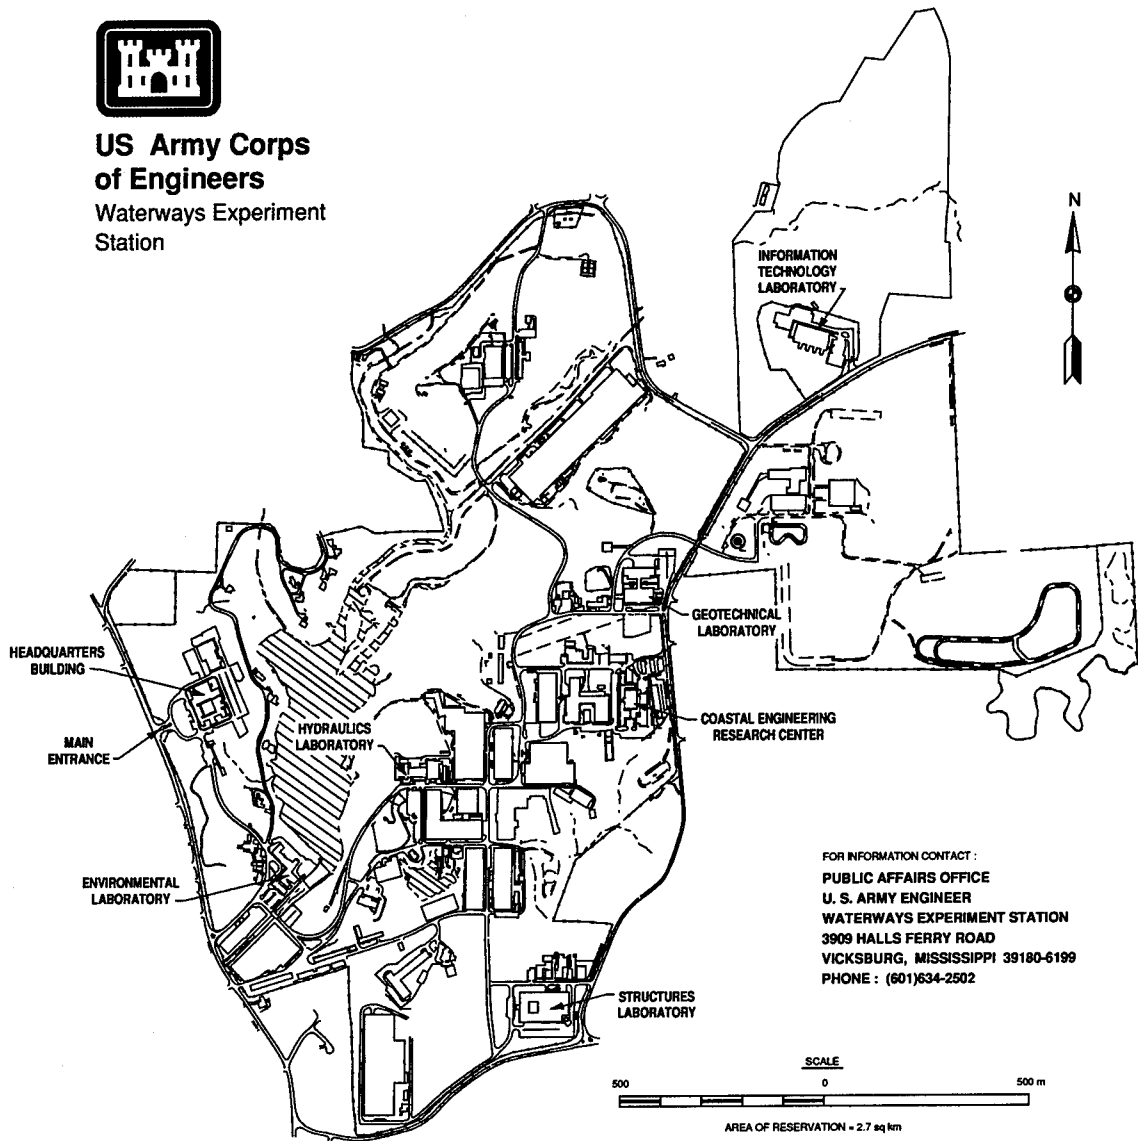 US Army Corps
of Engineers
Waterways Experiment
Station
N
INFORMATION
TECHNOLOGY
LABORATORY
GEOTECHNICAL
LABORATORY
HEADQUARTERS
BUILDING
MAIN
ENTRANCE
HYDRAULICS
LABORATORY
COASTAL ENGINEERING
RESEARCH CENTER
ENVIRONMENTAL
LABORATORY
STRUCTURES
LABORATORY
FOR INFORMATION CONTACT :
PUBLIC AFFAIRS OFFICE
U. S. ARMY ENGINEER
WATERWAYS EXPERIMENT STATION
3909 HALLS FERRY ROAD
VICKSBURG, MISSISSIPPI 39180-6199
PHONE : (601)634-2502
SCALE
500 0 500 m
AREA OF RESERVATION = 2.7 sq km